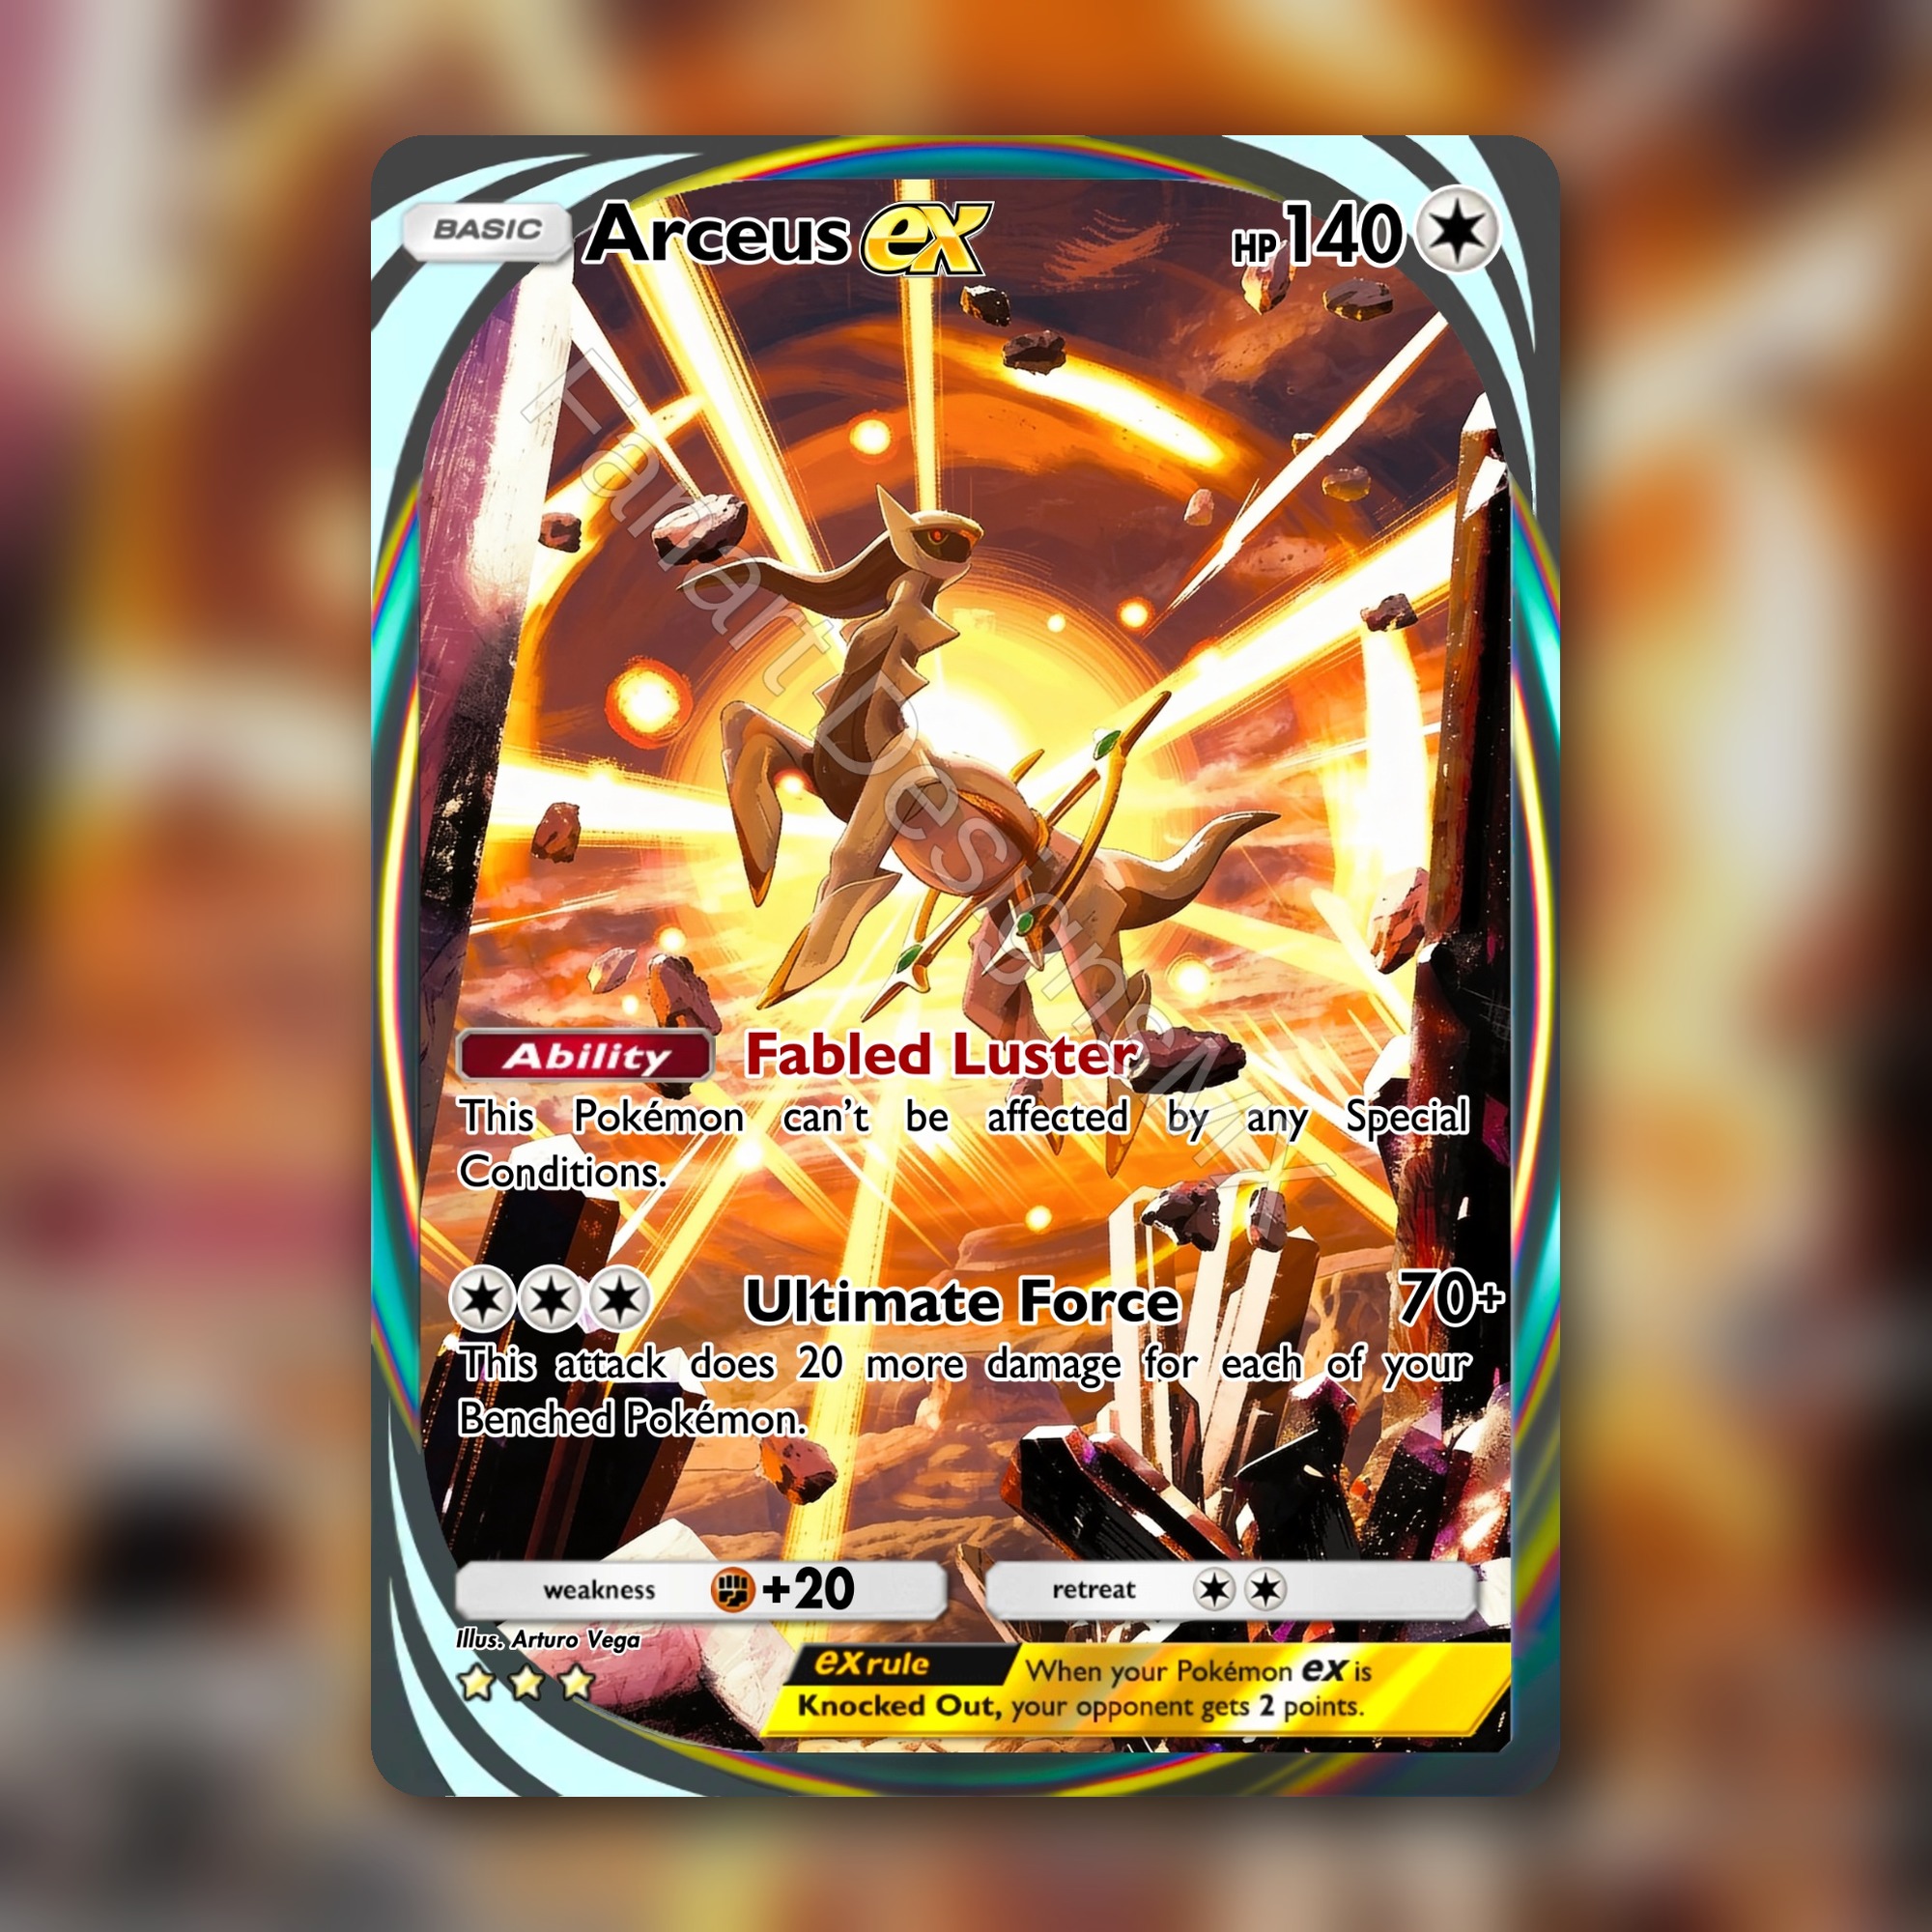 BASIC Arceus ex HP 140
Fanart DesignsMX
Ability Fabled Luster
This Pokémon can't be affected by any Special
Conditions.
Ultimate Force 70+
This attack does 20 more damage for each of your
Benched Pokémon.
weakness +20 retreat
Illus. Arturo Vega
ex rule When your Pokémon ex is
Knocked Out, your opponent gets 2 points.